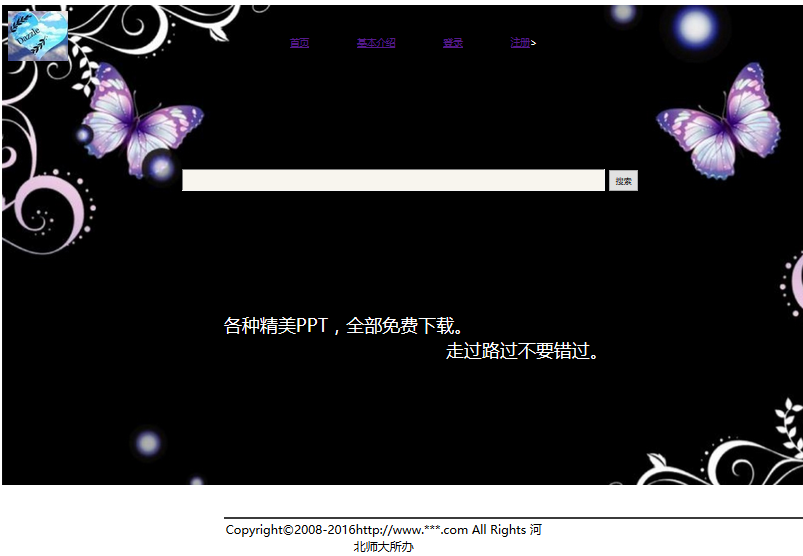 Dazzle
首页 基本介绍 登录 注册>
搜索
各种精美PPT，全部免费下载。
走过路过不要错过。
Copyright©2008-2016http://www.***.com All Rights 河
北师大所办